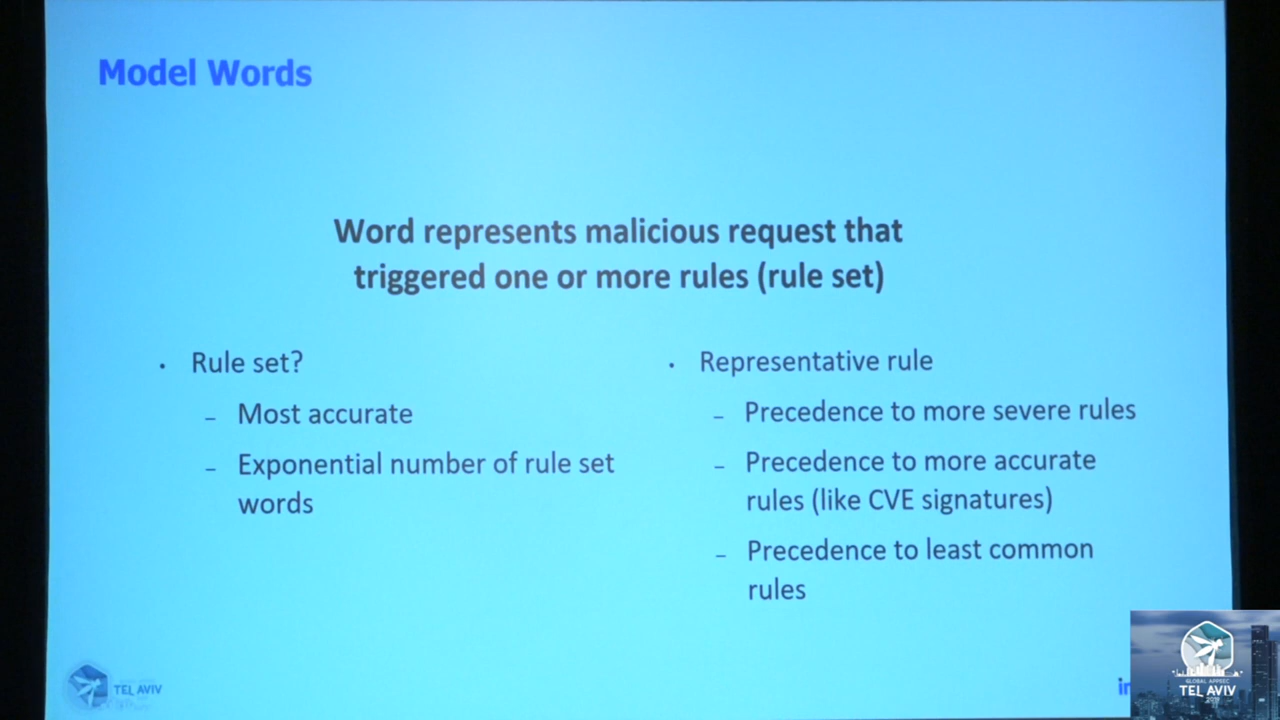 Model Words
Word represents malicious request that
triggered one or more rules (rule set)
· Rule set?
– Most accurate
– Exponential number of rule set
words
· Representative rule
– Precedence to more severe rules
– Precedence to more accurate
rules (like CVE signatures)
– Precedence to least common
rules
TEL AVIV
GLOBAL APPSEC
TEL AVIV